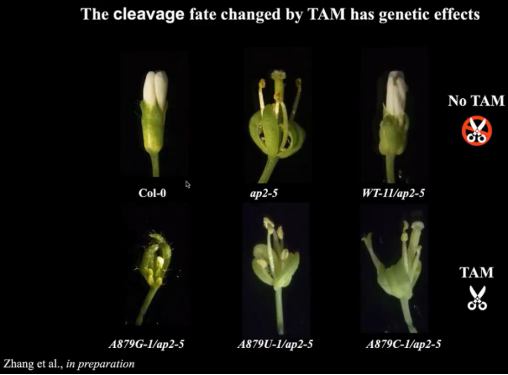 The cleavage fate changed by TAM has genetic effects
No TAM
Col-0
ap2-5
WT-11/ap2-5
TAM
A879G-1/ap2-5
A879U-1/ap2-5
A879C-1/ap2-5
Zhang et al., in preparation